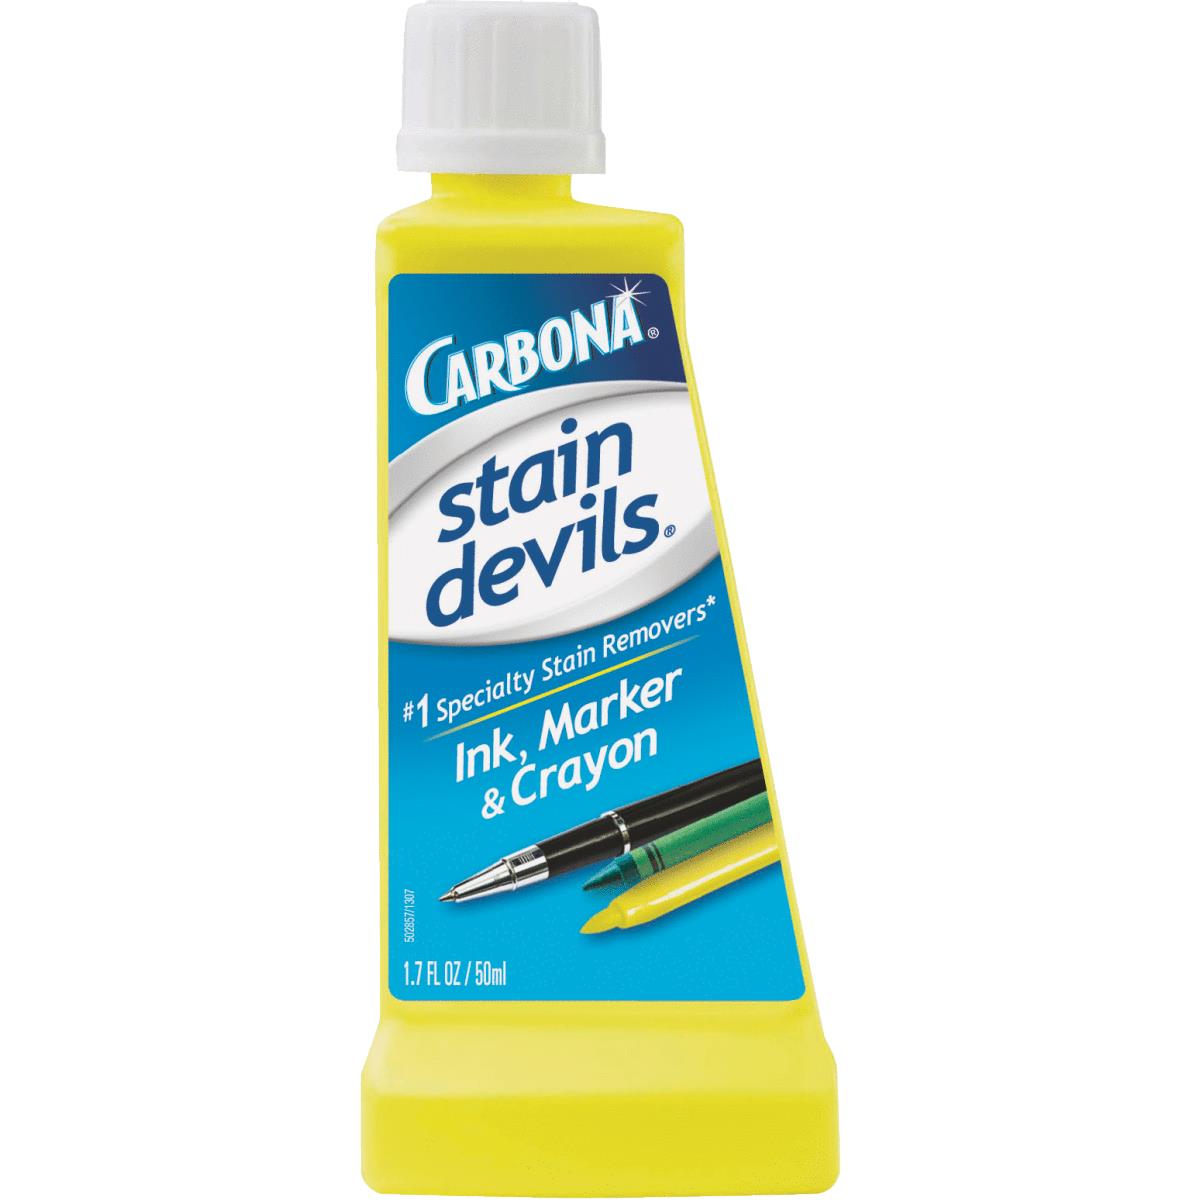 CARBONA®
stain
devils®
#1 Specialty Stain Removers*
Ink, Marker
& Crayon
502857/1307
1.7 FL OZ / 50ml